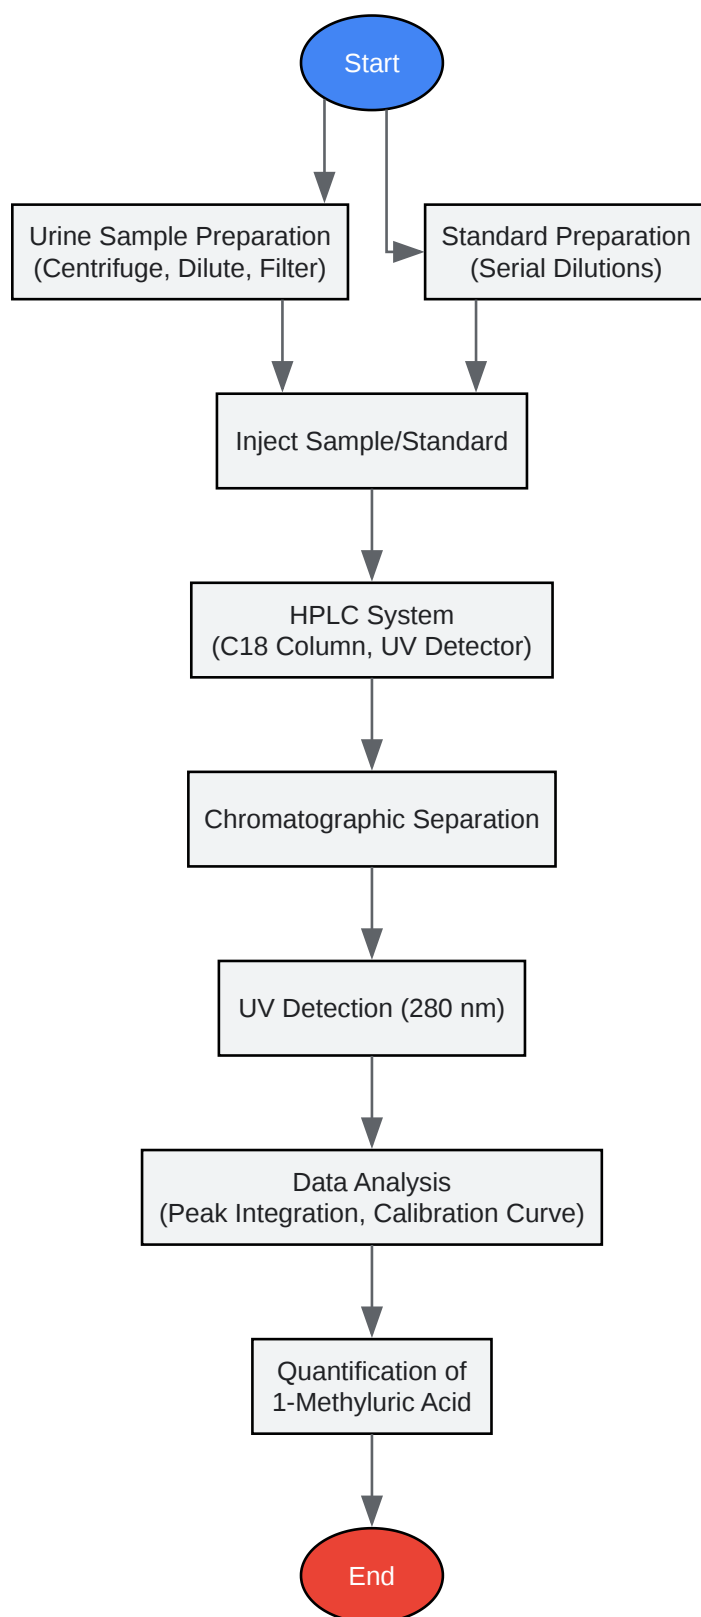 Start
Urine Sample Preparation
(Centrifuge, Dilute, Filter)
Standard Preparation
(Serial Dilutions)
Inject Sample/Standard
HPLC System
(C18 Column, UV Detector)
Chromatographic Separation
UV Detection (280 nm)
Data Analysis
(Peak Integration, Calibration Curve)
Quantification of
1-Methyluric Acid
End